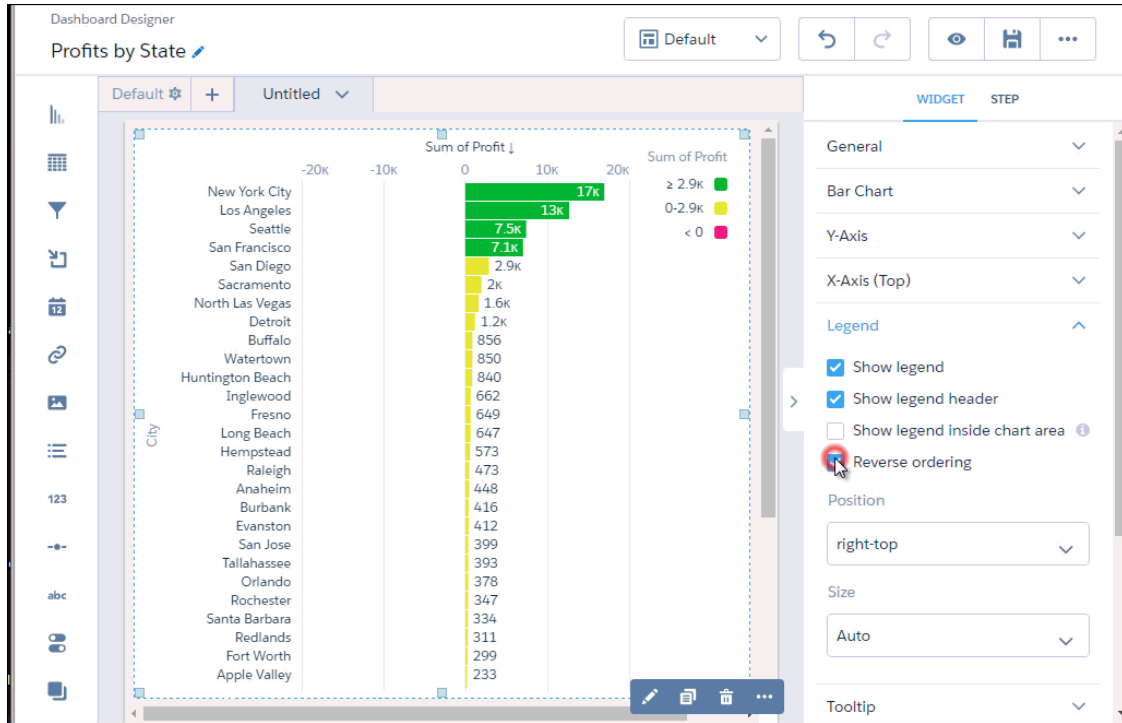 Dashboard Designer
Profits by State
Default
Default
Untitled
WIDGET STEP
Sum of Profit ↓
-20K -10K 0 10K 20K
Sum of Profit
≥ 2.9K
0-2.9K
< 0
City
New York City 17K
Los Angeles 13K
Seattle 7.5K
San Francisco 7.1K
San Diego 2.9K
Sacramento 2K
North Las Vegas 1.6K
Detroit 1.2K
Buffalo 856
Watertown 850
Huntington Beach 840
Inglewood 662
Fresno 649
Long Beach 647
Hempstead 573
Raleigh 473
Anaheim 448
Burbank 416
Evanston 412
San Jose 399
Tallahassee 393
Orlando 378
Rochester 347
Santa Barbara 334
Redlands 311
Fort Worth 299
Apple Valley 233
12
123
abc
General
Bar Chart
Y-Axis
X-Axis (Top)
Legend
Show legend
Show legend header
Show legend inside chart area
Reverse ordering
Position
right-top
Size
Auto
Tooltip